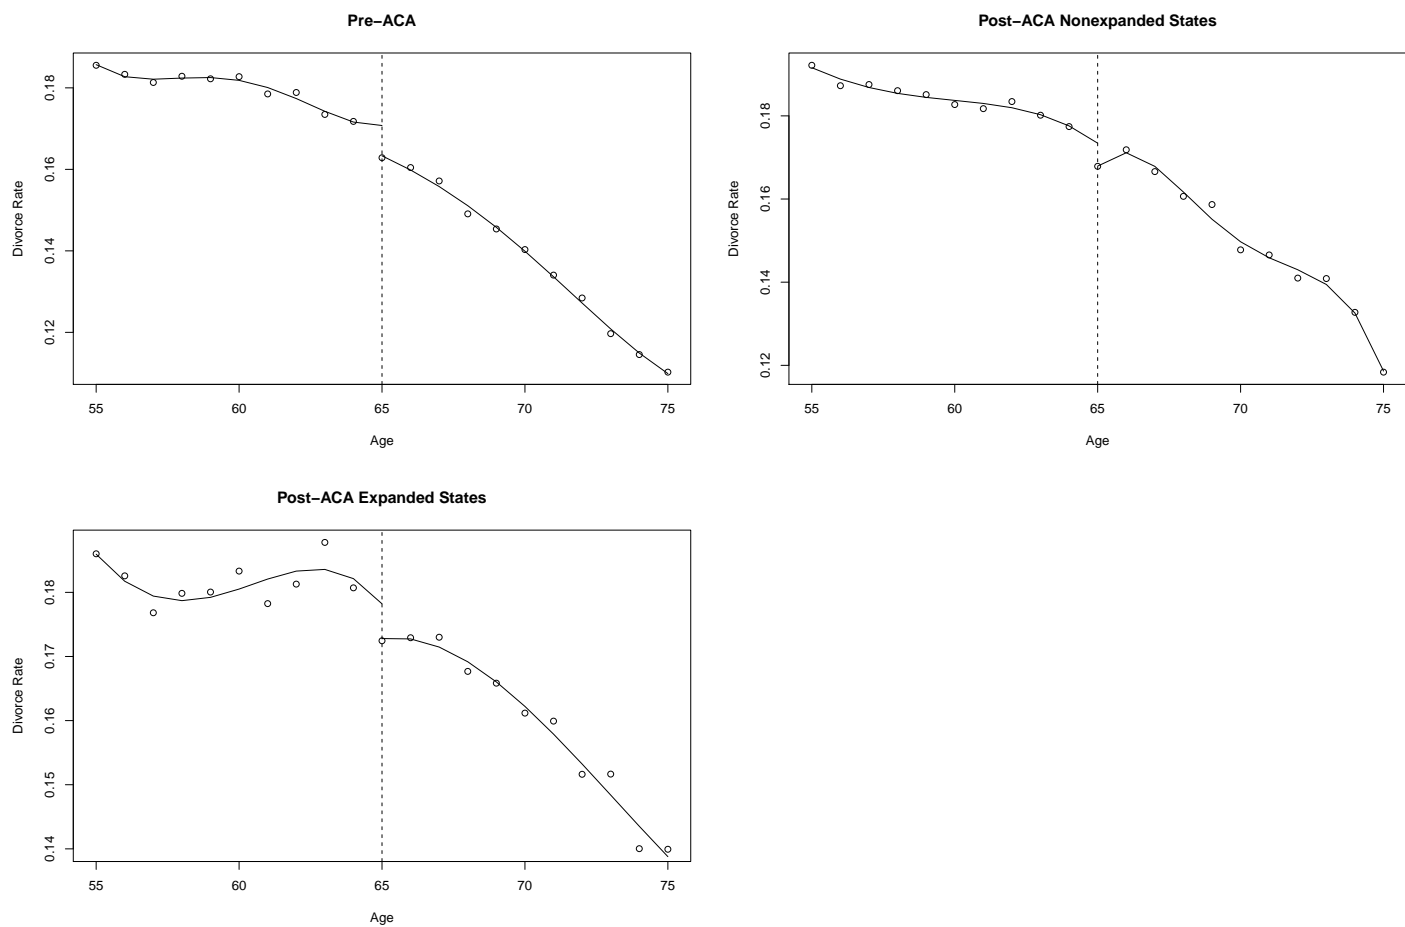 Pre−ACA
Divorce Rate
0.18
0.16
0.14
0.12
55 60 65 70 75
Age
Post−ACA Nonexpanded States
Divorce Rate
0.18
0.16
0.14
0.12
55 60 65 70 75
Age
Post−ACA Expanded States
Divorce Rate
0.18
0.17
0.16
0.15
0.14
55 60 65 70 75
Age